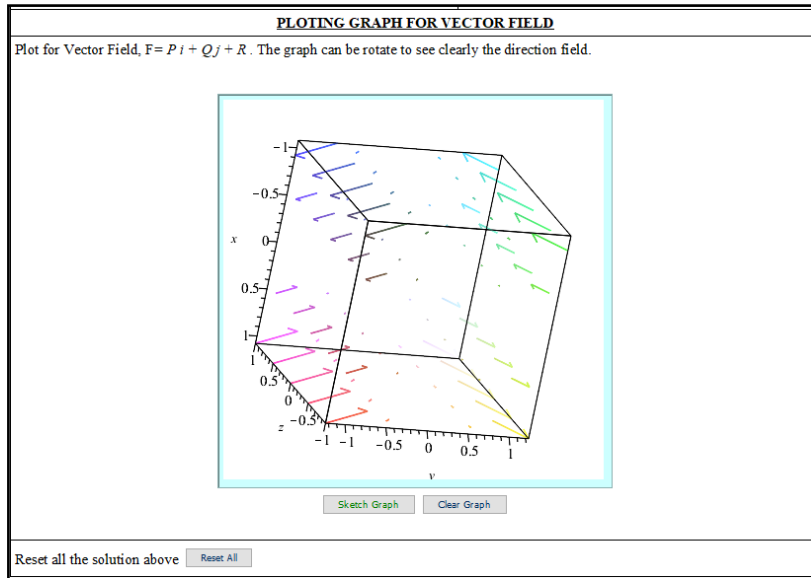 PLOTING GRAPH FOR VECTOR FIELD
Plot for Vector Field, F= P i + Q j + R . The graph can be rotate to see clearly the direction field.
-1
-0.5
x
0
0.5
1
1
0.5
0
z
-0.5
-1
-1
-0.5
0
0.5
1
y
Sketch Graph Clear Graph
Reset all the solution above Reset All